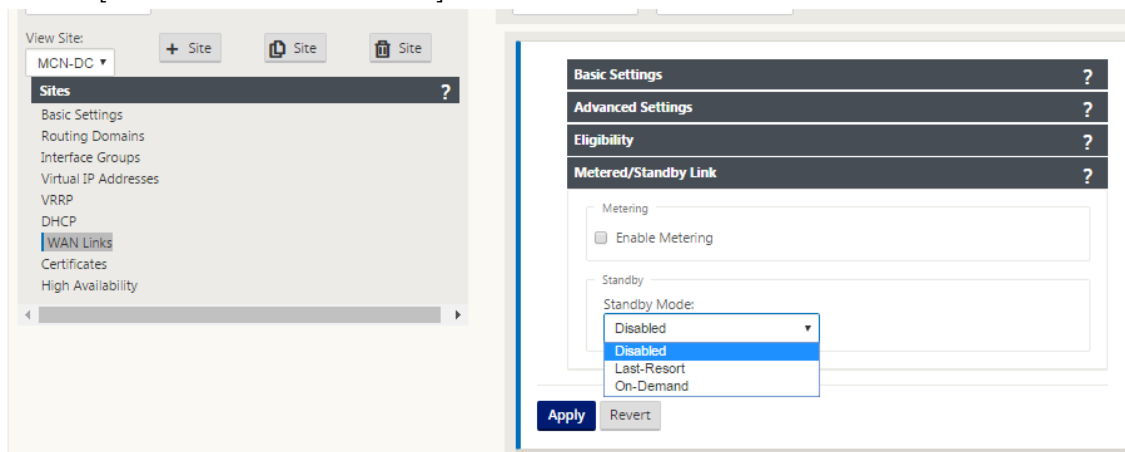 View Site:
MCN-DC
+ Site
Site
Site
Sites ?
Basic Settings
Routing Domains
Interface Groups
Virtual IP Addresses
VRRP
DHCP
WAN Links
Certificates
High Availability
Basic Settings ?
Advanced Settings ?
Eligibility ?
Metered/Standby Link ?
Metering
Enable Metering
Standby
Standby Mode:
Disabled
Disabled
Last-Resort
On-Demand
Apply Revert